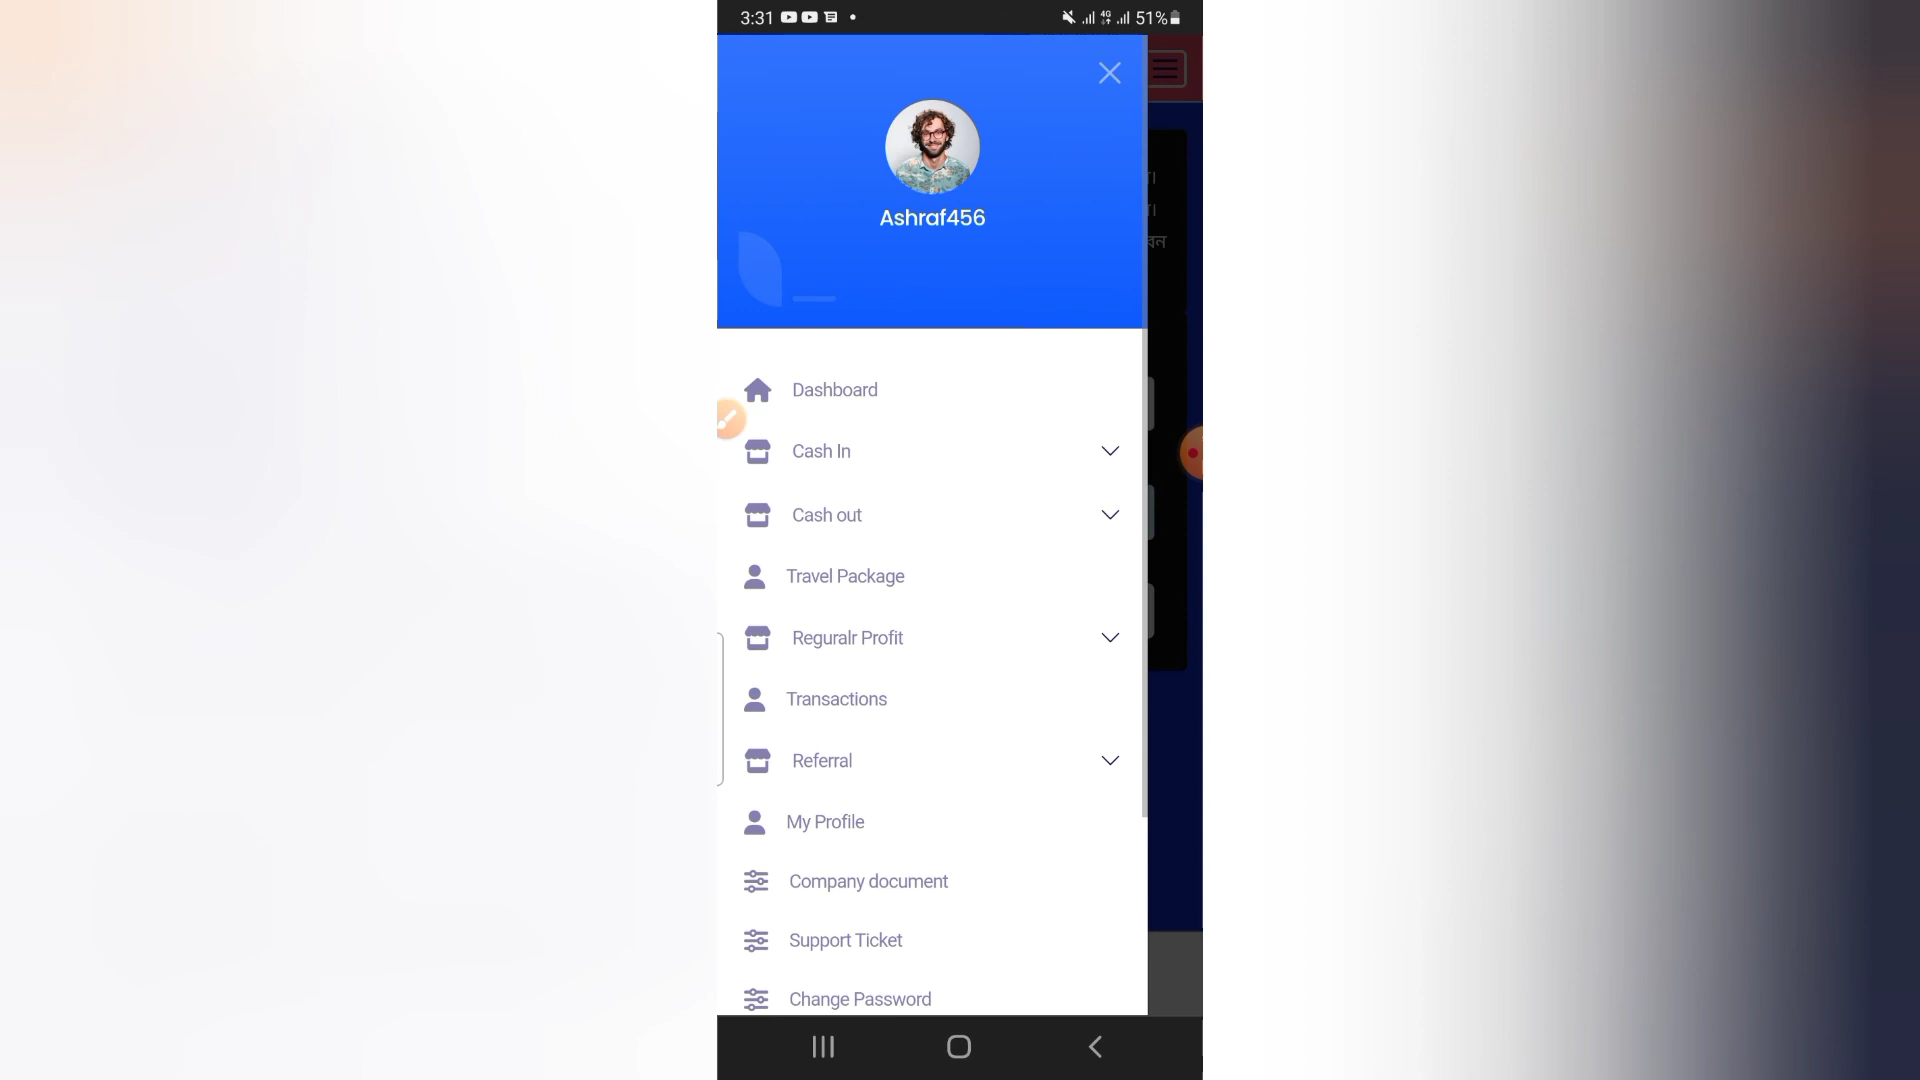 3:31
4G
51%
Ashraf456
Dashboard
Cash In
Cash out
Travel Package
Reguralr Profit
Transactions
Referral
My Profile
Company document
Support Ticket
Change Password